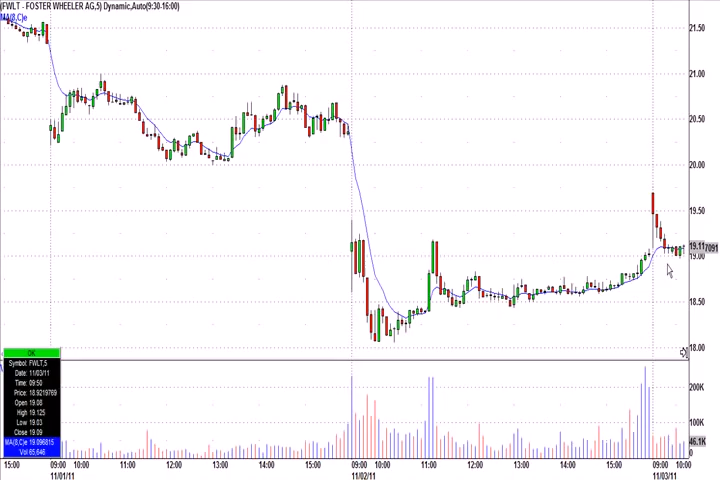 (FWLT - FOSTER WHEELER AG,5) Dynamic,Auto(9:30-16:00)
MA(8,C)e
21.50
21.00
20.50
20.00
19.50
19.11
7091
19.00
18.50
18.00
OK
Symbol: FWLT,5
Date: 11/03/11
Time: 09:50
Price: 18.9219769
Open 19.08
High 19.125
Low 19.03
Close 19.09
MA(8,C)e 19.096815
Vol 65,646
200K
100K
46.1K
0
15:00 09:00 10:00 11:00 12:00 13:00 14:00 15:00 09:00 10:00 11:00 12:00 13:00 14:00 15:00 09:00 10:00
11/01/11 11/02/11 11/03/11